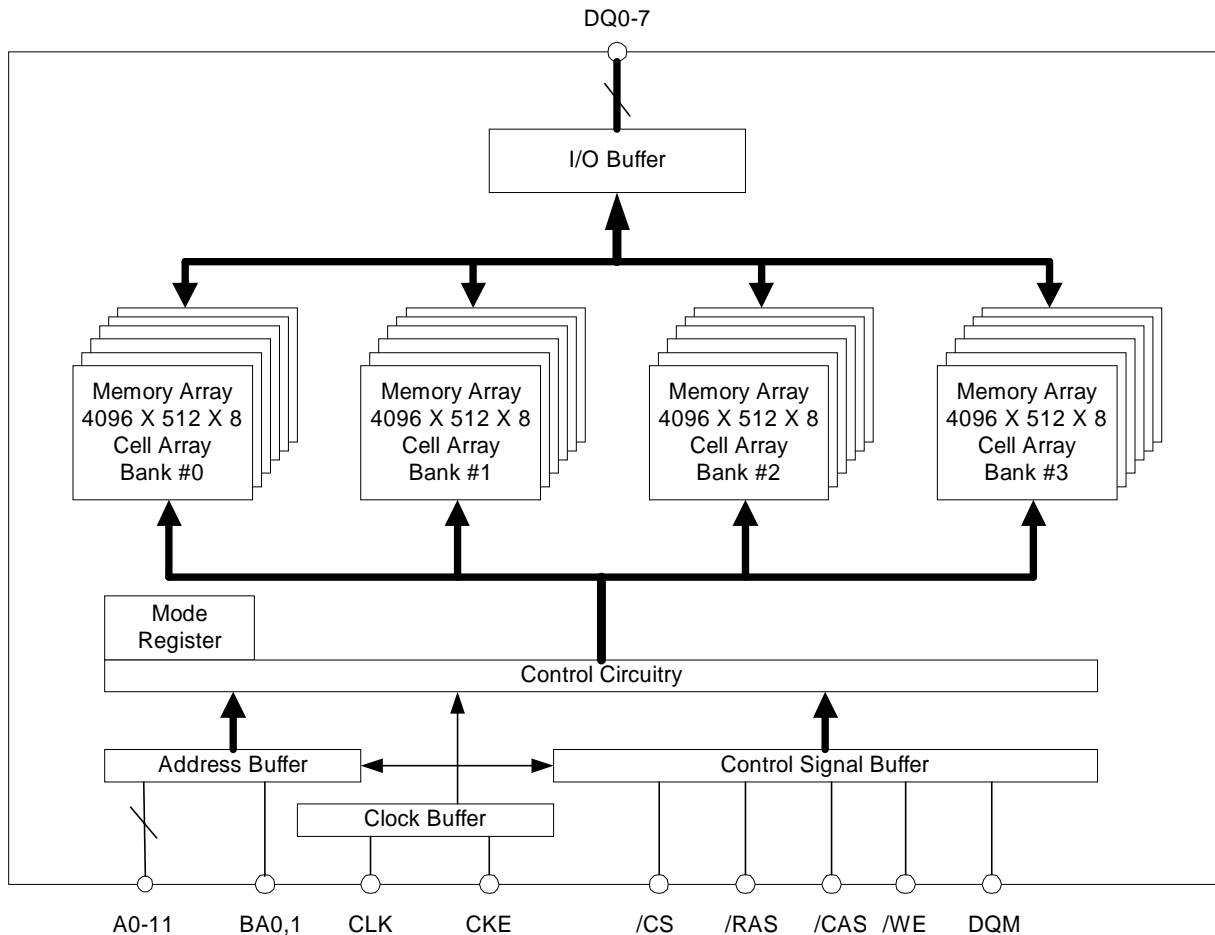 DQ0-7
I/O Buffer
Memory Array
4096 X 512 X 8
Cell Array
Bank #0
Memory Array
4096 X 512 X 8
Cell Array
Bank #1
Memory Array
4096 X 512 X 8
Cell Array
Bank #2
Memory Array
4096 X 512 X 8
Cell Array
Bank #3
Mode
Register
Control Circuitry
Address Buffer
Control Signal Buffer
Clock Buffer
A0-11 BA0,1 CLK CKE /CS /RAS /CAS /WE DQM